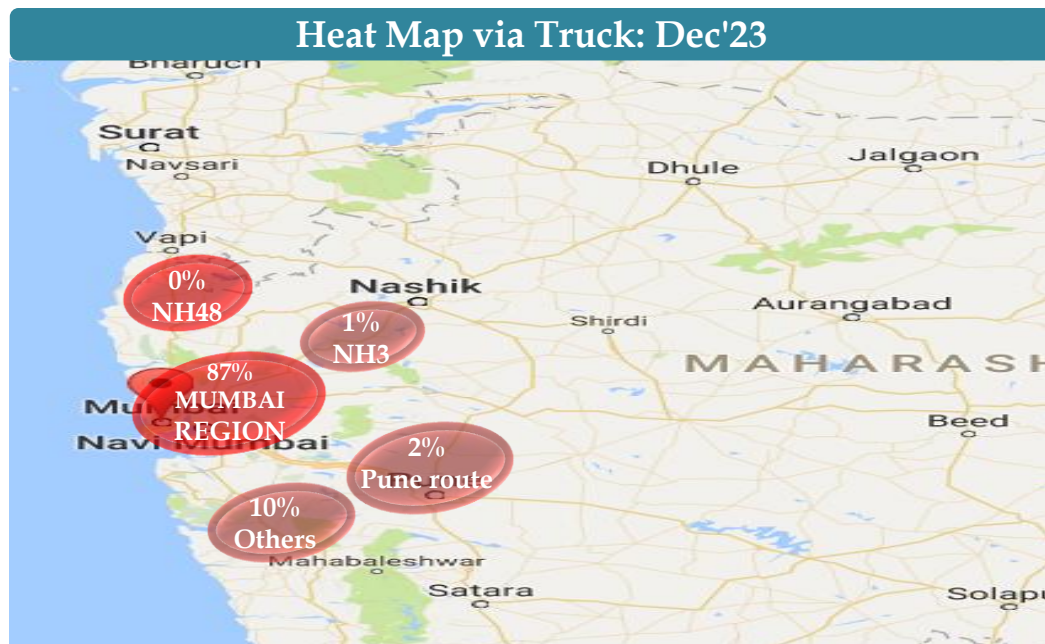 Heat Map via Truck: Dec'23
Bharuch
Surat
Navsari
Dhule
Jalgaon
Vapi
0%
NH48
Nashik
Aurangabad
1%
NH3
Shirdi
MAHARASH
87%
MUMBAI
REGION
Mumbai
Navi Mumbai
Beed
2%
Pune route
10%
Others
Mahabaleshwar
Satara
Solapu